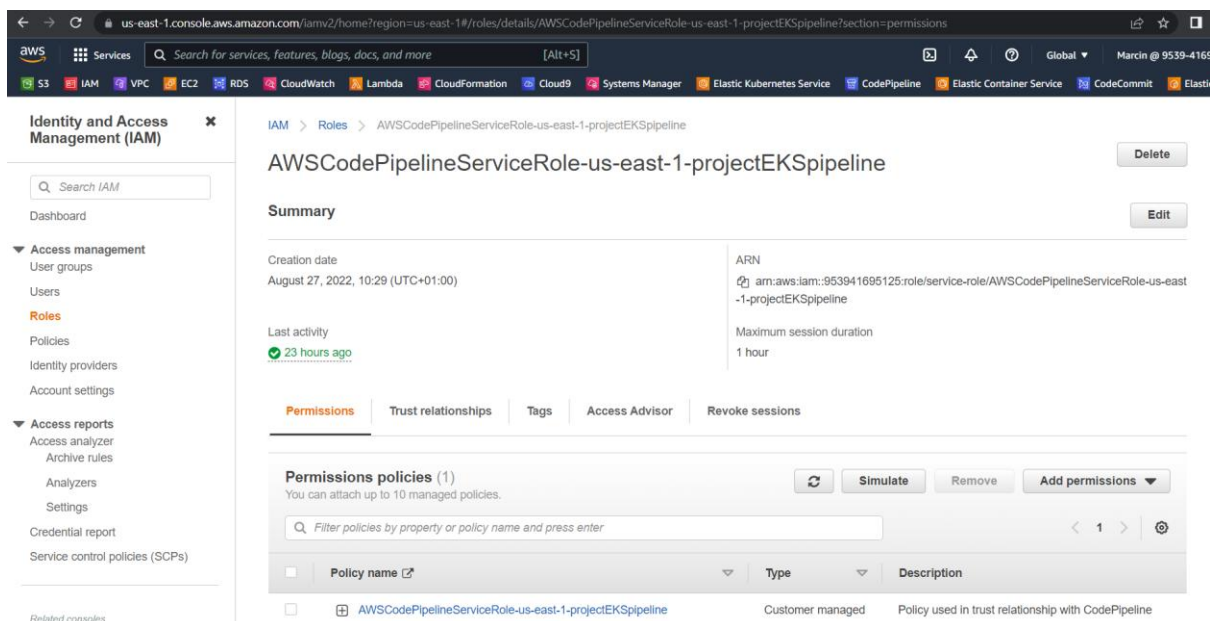 us-east-1.console.aws.amazon.com/iamv2/home?region=us-east-1#/roles/details/AWSCodePipelineServiceRole-us-east-1-projectEKSpipeline?section=permissions
aws Services Search for services, features, blogs, docs, and more [Alt+S] Global ▼ Marcin @ 9539-4169
S3 IAM VPC EC2 RDS CloudWatch Lambda CloudFormation Cloud9 Systems Manager Elastic Kubernetes Service CodePipeline Elastic Container Service CodeCommit Elasti
Identity and Access
Management (IAM)
Search IAM
Dashboard
Access management
User groups
Users
Roles
Policies
Identity providers
Account settings
Access reports
Access analyzer
Archive rules
Analyzers
Settings
Credential report
Service control policies (SCPs)
Related consoles
IAM > Roles > AWSCodePipelineServiceRole-us-east-1-projectEKSpipeline
AWSCodePipelineServiceRole-us-east-1-projectEKSpipeline
Delete
Summary
Edit
Creation date
August 27, 2022, 10:29 (UTC+01:00)
ARN
arn:aws:iam::953941695125:role/service-role/AWSCodePipelineServiceRole-us-east
-1-projectEKSpipeline
Last activity
23 hours ago
Maximum session duration
1 hour
Permissions Trust relationships Tags Access Advisor Revoke sessions
Permissions policies (1)
You can attach up to 10 managed policies.
Simulate Remove Add permissions ▼
Filter policies by property or policy name and press enter
< 1 >
Policy name Type Description
AWSCodePipelineServiceRole-us-east-1-projectEKSpipeline Customer managed Policy used in trust relationship with CodePipeline